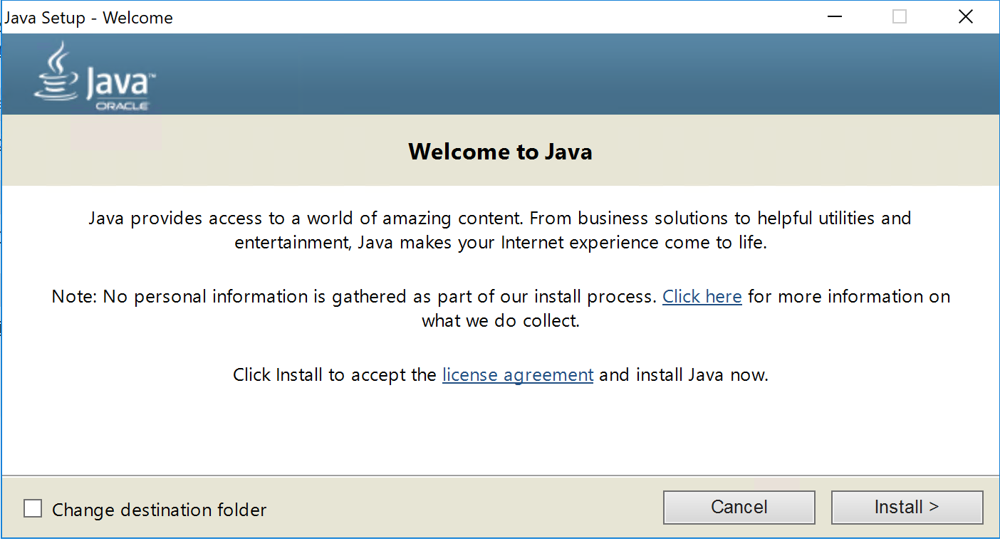 Java Setup - Welcome
Java™
ORACLE
Welcome to Java
Java provides access to a world of amazing content. From business solutions to helpful utilities and
entertainment, Java makes your Internet experience come to life.
Note: No personal information is gathered as part of our install process. Click here for more information on
what we do collect.
Click Install to accept the license agreement and install Java now.
Change destination folder
Cancel
Install >